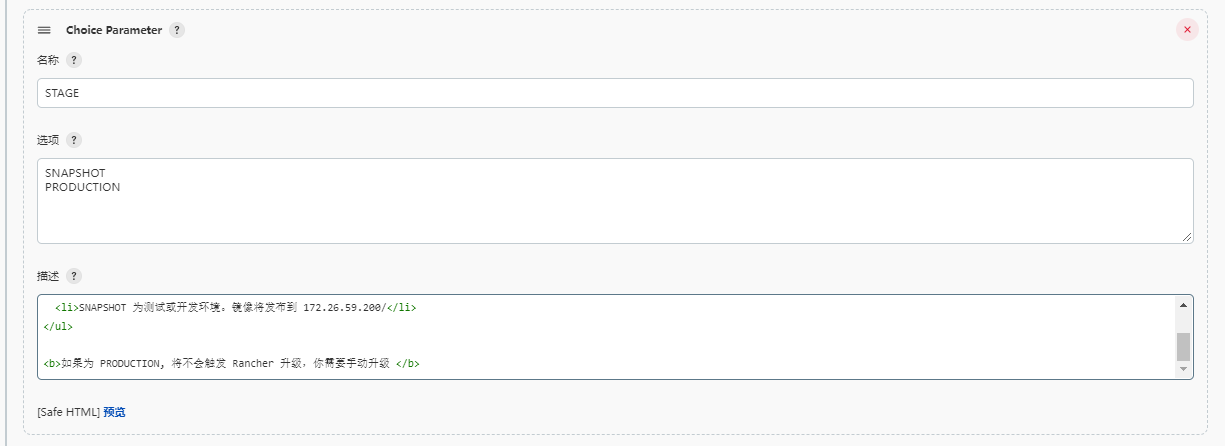 Choice Parameter ?
名称 ?
STAGE
选项 ?
SNAPSHOT
PRODUCTION
描述 ?
<li>SNAPSHOT 为测试或开发环境。镜像将发布到 172.26.59.200/</li>
</ul>
<b>如果为 PRODUCTION, 将不会触发 Rancher 升级，你需要手动升级 </b>
[Safe HTML] 预览